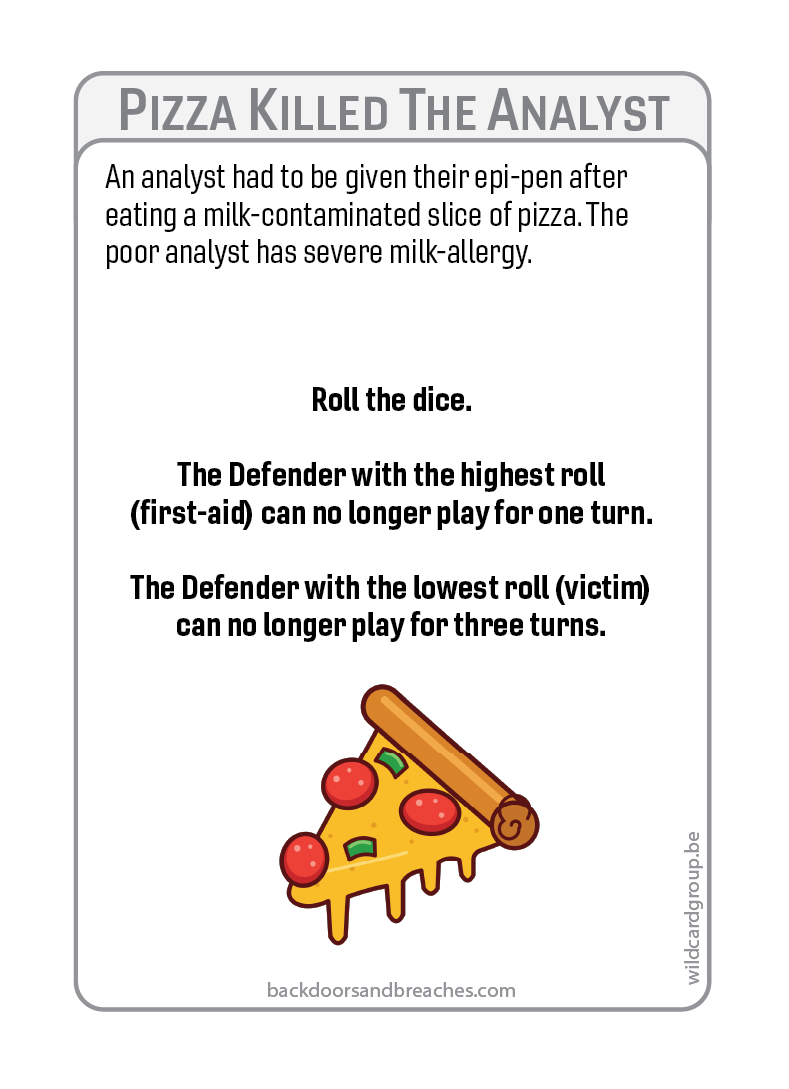 PIZZA KILLED THE ANALYST
An analyst had to be given their epi-pen after
eating a milk-contaminated slice of pizza. The
poor analyst has severe milk-allergy.
Roll the dice.
The Defender with the highest roll
(first-aid) can no longer play for one turn.
The Defender with the lowest roll (victim)
can no longer play for three turns.
wildcardgroup.be
backdoorsandbreaches.com